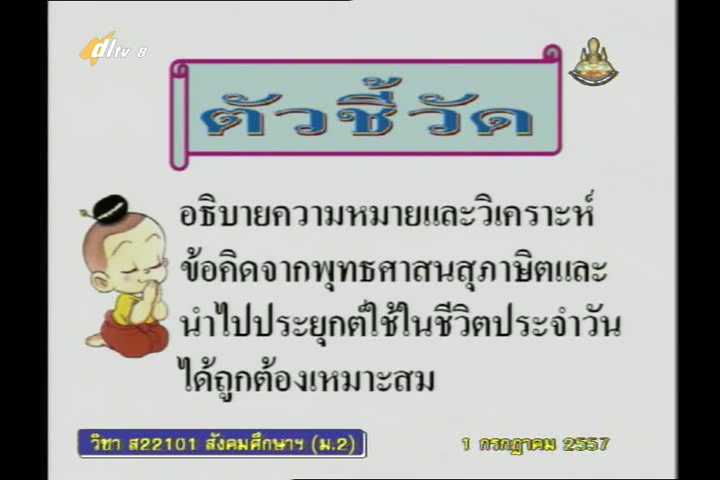 dltv-8
ตัวชี้วัด
อธิบายความหมายและวิเคราะห์
ข้อคิดจากพุทธศาสนสุภาษิตและ
นำไปประยุกต์ใช้ในชีวิตประจำวัน
ได้ถูกต้องเหมาะสม
วิชา ส22101 สังคมศึกษาฯ (ม.2)
1 กรกฎาคม 2557